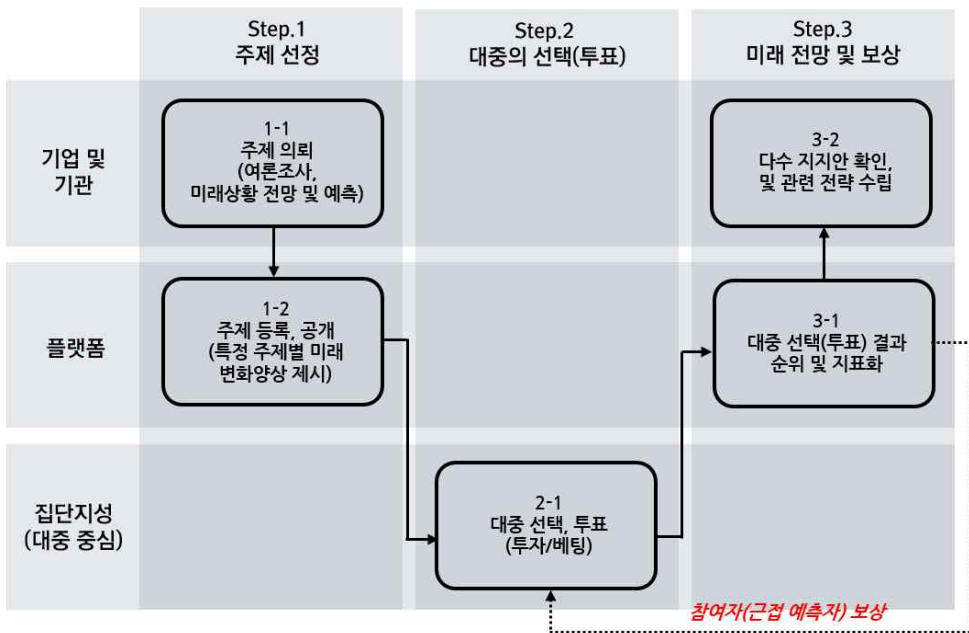 Step.1
주제 선정
Step.2
대중의 선택(투표)
Step.3
미래 전망 및 보상
기업 및
기관
1-1
주제 의뢰
(여론조사,
미래상황 전망 및 예측)
3-2
다수 지지안 확인,
및 관련 전략 수립
플랫폼
1-2
주제 등록, 공개
(특정 주제별 미래
변화양상 제시)
3-1
대중 선택(투표) 결과
순위 및 지표화
집단지성
(대중 중심)
2-1
대중 선택, 투표
(투자/베팅)
참여자(근접 예측자) 보상